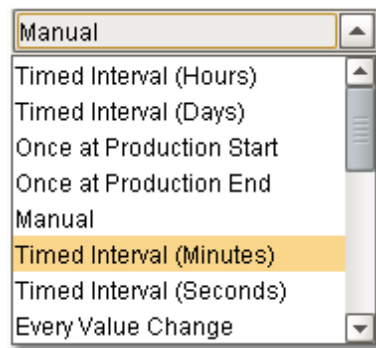 Manual
Timed Interval (Hours)
Timed Interval (Days)
Once at Production Start
Once at Production End
Manual
Timed Interval (Minutes)
Timed Interval (Seconds)
Every Value Change